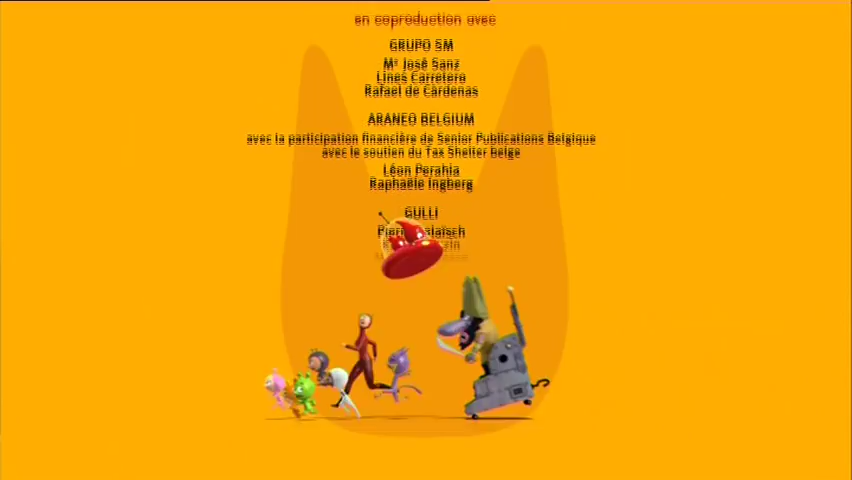 en coproduction avec
GRUPO SM
Mª José Sanz
Lines Carretero
Rafael de Cárdenas
ARANEO BELGIUM
avec la participation financière de Senior Publications Belgique
avec le soutien du Tax Shelter belge
Léon Perahia
Raphaële Ingberg
GULLI